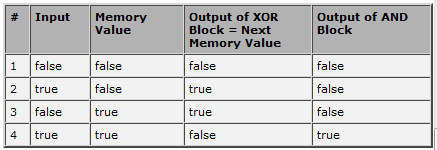 # Input Memory Value Output of XOR Block = Next Memory Value Output of AND Block
1 false false false false
2 true false true false
3 false true true false
4 true true false true